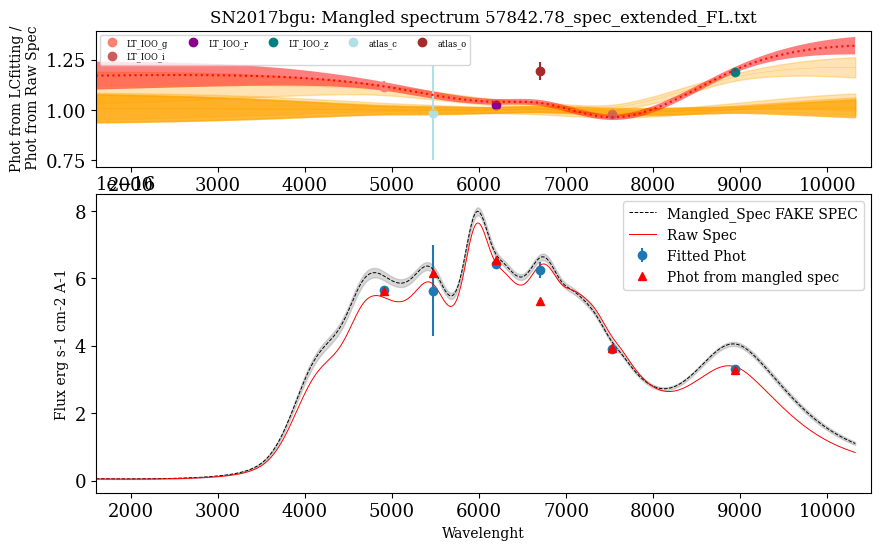 SN2017bgu: Mangled spectrum 57842.78_spec_extended_FL.txt
Phot from LCfitting /
Phot from Raw Spec
LT_IOO_g LT_IOO_r LT_IOO_z atlas_c atlas_o
LT_IOO_i
1.25
1.00
0.75
2000 3000 4000 5000 6000 7000 8000 9000 10000
Flux erg s-1 cm-2 A-1
Mangled_Spec FAKE SPEC
Raw Spec
Fitted Phot
Phot from mangled spec
8
6
4
2
0
2000 3000 4000 5000 6000 7000 8000 9000 10000
Wavelenght